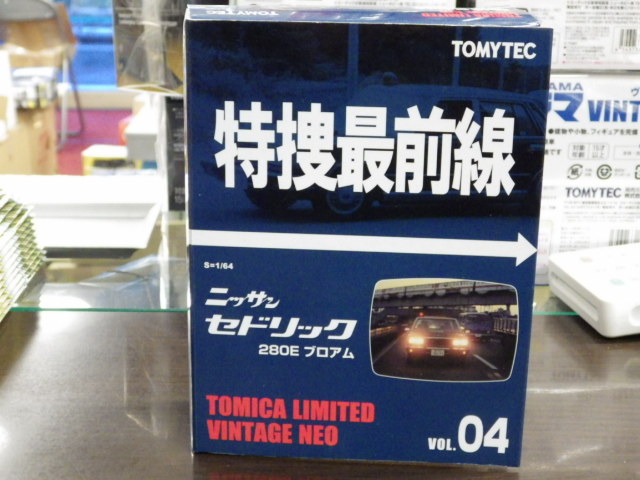 TOMYTEC
TOMYTEC
特捜最前線
S=1/64
ニッサン
セドリック
280E ブロアム
TOMICA LIMITED
VINTAGE NEO
VOL.04
VINT
TOMYTEC